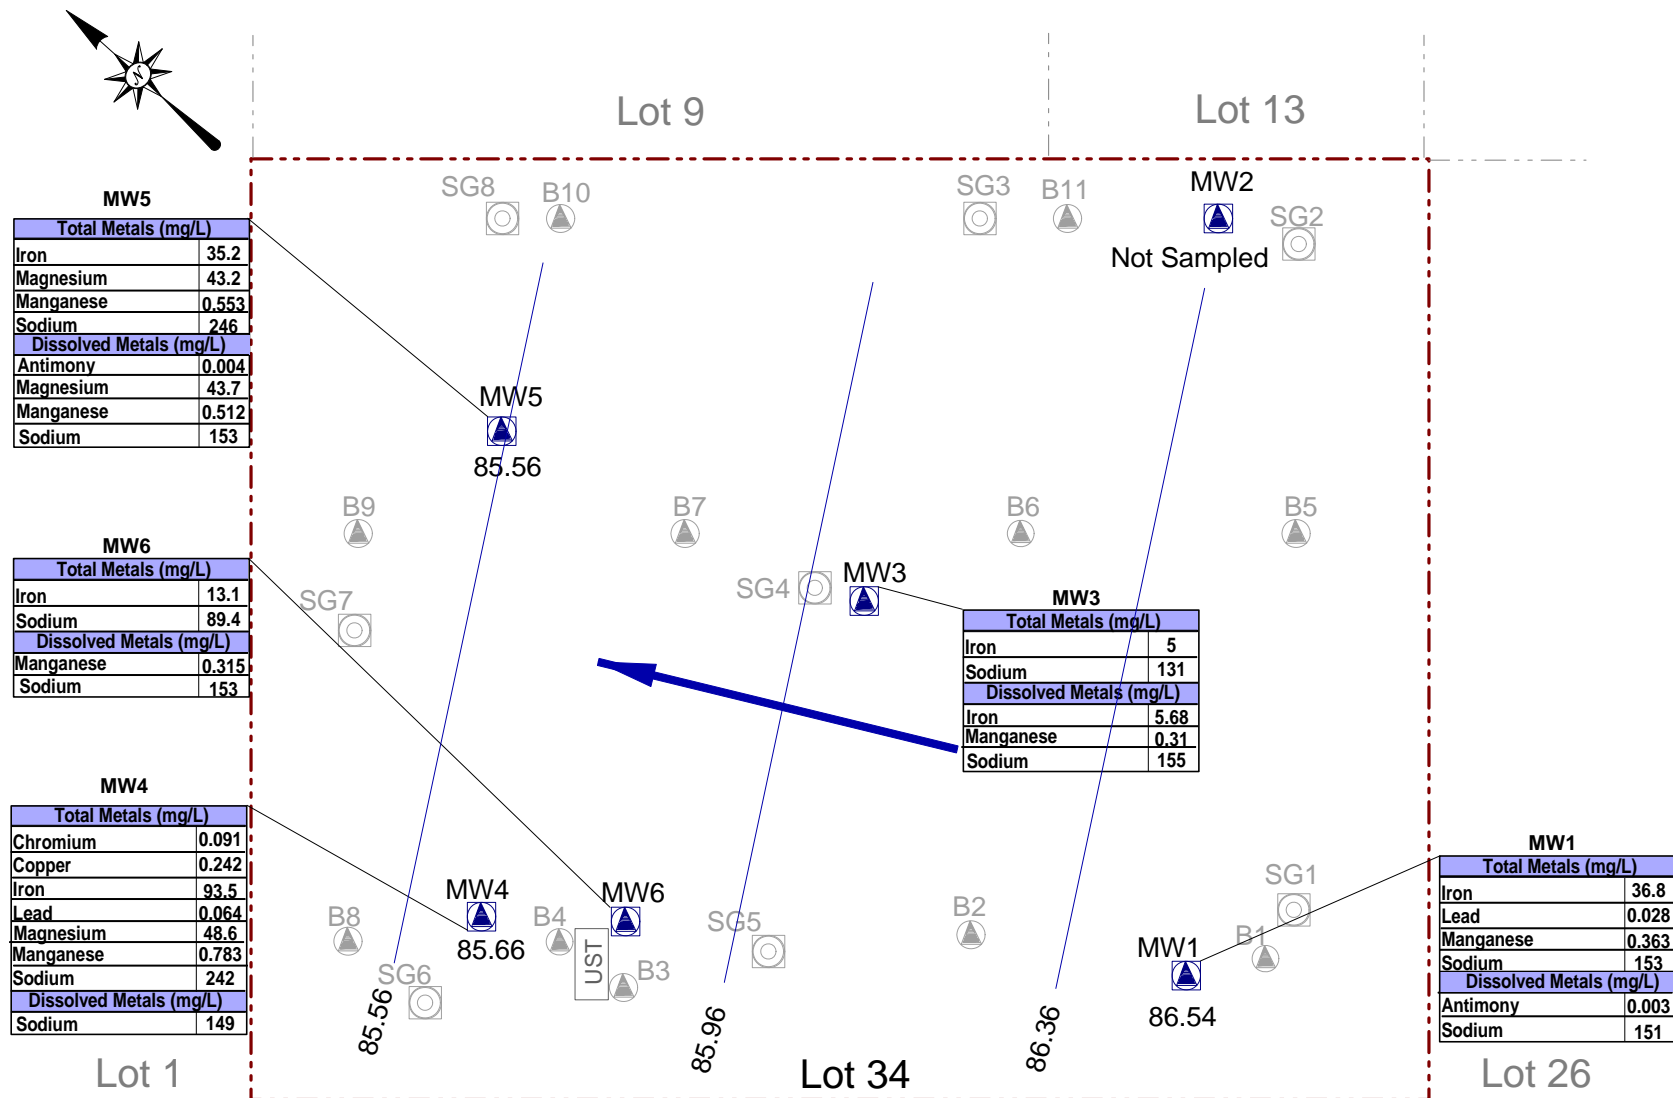 N
Lot 9
Lot 13
MW5
Total Metals (mg/L)
Iron 35.2
Magnesium 43.2
Manganese 0.553
Sodium 246
Dissolved Metals (mg/L)
Antimony 0.004
Magnesium 43.7
Manganese 0.512
Sodium 153
SG8
B10
SG3
B11
MW2
SG2
Not Sampled
MW5
85.56
B9
B7
B6
B5
MW6
Total Metals (mg/L)
Iron 13.1
Sodium 89.4
Dissolved Metals (mg/L)
Manganese 0.315
Sodium 153
SG7
SG4
MW3
MW3
Total Metals (mg/L)
Iron 5
Sodium 131
Dissolved Metals (mg/L)
Iron 5.68
Manganese 0.31
Sodium 155
MW4
Total Metals (mg/L)
Chromium 0.091
Copper 0.242
Iron 93.5
Lead 0.064
Magnesium 48.6
Manganese 0.783
Sodium 242
Dissolved Metals (mg/L)
Sodium 149
B8
MW4
85.66
B4
MW6
UST
B3
SG6
SG5
B2
MW1
86.54
B1
SG1
MW1
Total Metals (mg/L)
Iron 36.8
Lead 0.028
Manganese 0.363
Sodium 153
Dissolved Metals (mg/L)
Antimony 0.003
Sodium 151
85.56
85.96
86.36
Lot 1
Lot 34
Lot 26